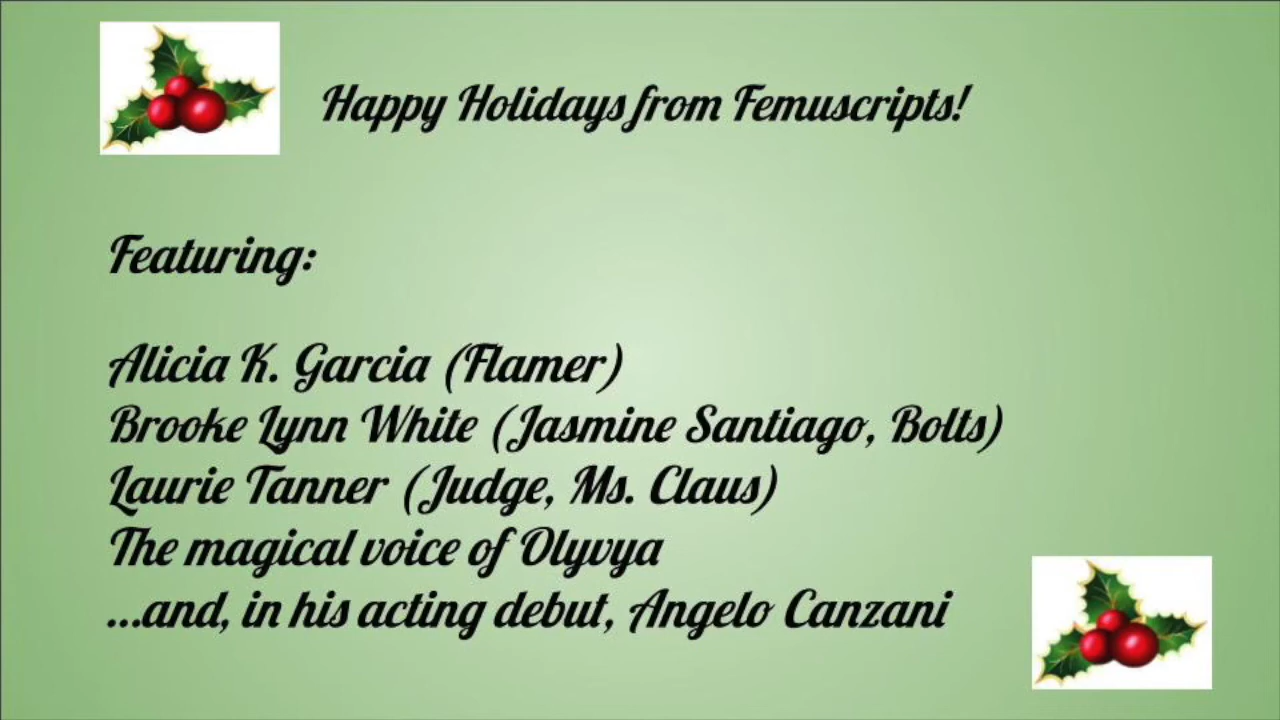 Happy Holidays from Femuscripts!
Featuring:
Alicia K. Garcia (Flamer)
Brooke Lynn White (Jasmine Santiago, Bolts)
Laurie Tanner (Judge, Ms. Claus)
The magical voice of Olyvya
...and, in his acting debut, Angelo Canzani